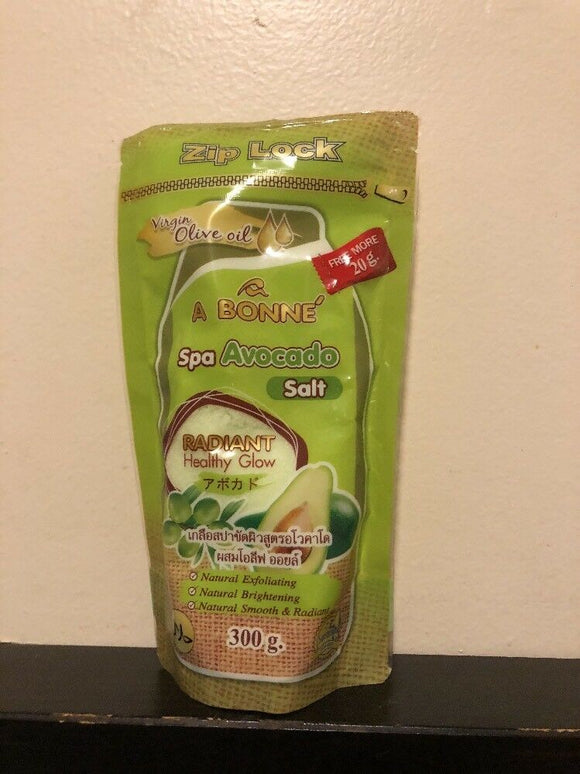 Zip Lock
Virgin
Olive oil
FREE MORE
20g.
A BONNÉ
Spa Avocado
Salt
RADIANT
Healthy Glow
アボカド
เกลือสปาขัดผิวสูตรอโวคาโด
ผสมโอลีฟ ออยล์
Natural Exfoliating
Natural Brightening
Natural Smooth & Radiant
300 g.